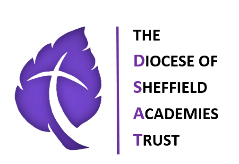 THE
DIOCESE OF
SHEFFIELD
ACADEMIES
TRUST